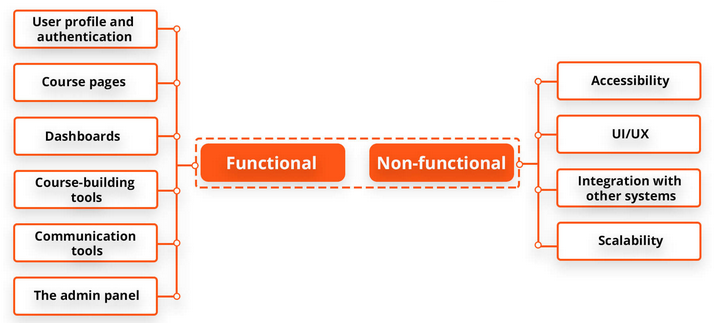 User profile and
authentication
Course pages
Dashboards
Course-building
tools
Communication
tools
The admin panel
Functional
Non-functional
Accessibility
UI/UX
Integration with
other systems
Scalability